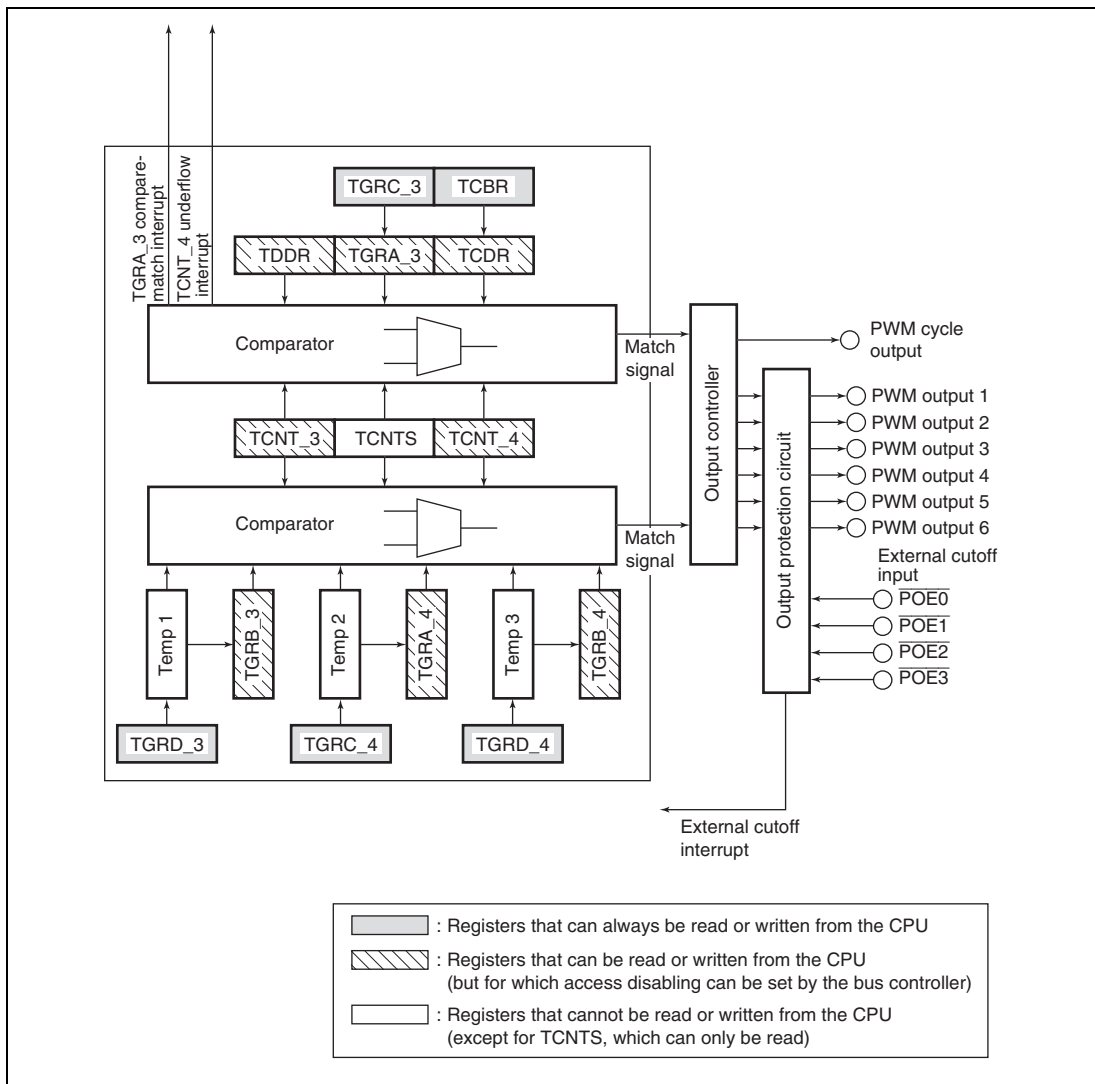 TGRA_3 compare-
match interrupt
TCNT_4 underflow
interrupt
TGRC_3
TCBR
TDDR
TGRA_3
TCDR
Comparator
Match
signal
TCNT_3
TCNTS
TCNT_4
Comparator
Match
signal
Output controller
Output protection circuit
PWM cycle
output
PWM output 1
PWM output 2
PWM output 3
PWM output 4
PWM output 5
PWM output 6
External cutoff
input
POE0
POE1
POE2
POE3
Temp 1
TGRB_3
Temp 2
TGRA_4
Temp 3
TGRB_4
TGRD_3
TGRC_4
TGRD_4
External cutoff
interrupt
: Registers that can always be read or written from the CPU
: Registers that can be read or written from the CPU
(but for which access disabling can be set by the bus controller)
: Registers that cannot be read or written from the CPU
(except for TCNTS, which can only be read)